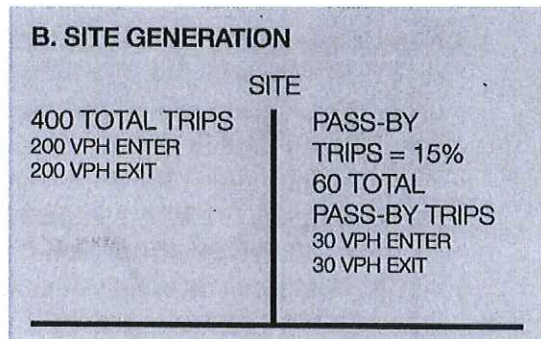 B. SITE GENERATION
SITE
400 TOTAL TRIPS
200 VPH ENTER
200 VPH EXIT
PASS-BY
TRIPS = 15%
60 TOTAL
PASS-BY TRIPS
30 VPH ENTER
30 VPH EXIT